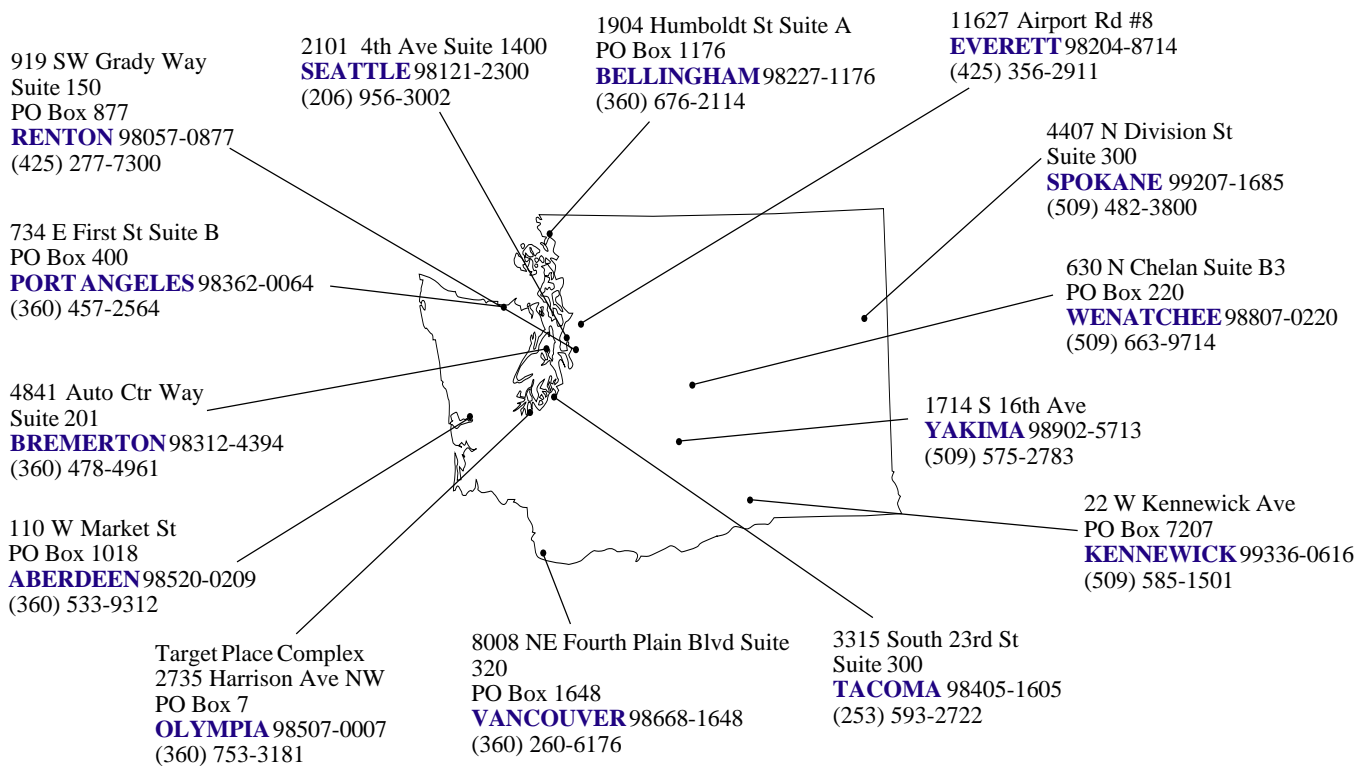 919 SW Grady Way
Suite 150
PO Box 877
RENTON 98057-0877
(425) 277-7300
2101 4th Ave Suite 1400
SEATTLE 98121-2300
(206) 956-3002
1904 Humboldt St Suite A
PO Box 1176
BELLINGHAM 98227-1176
(360) 676-2114
11627 Airport Rd #8
EVERETT 98204-8714
(425) 356-2911
4407 N Division St
Suite 300
SPOKANE 99207-1685
(509) 482-3800
734 E First St Suite B
PO Box 400
PORT ANGELES 98362-0064
(360) 457-2564
630 N Chelan Suite B3
PO Box 220
WENATCHEE 98807-0220
(509) 663-9714
4841 Auto Ctr Way
Suite 201
BREMERTON 98312-4394
(360) 478-4961
1714 S 16th Ave
YAKIMA 98902-5713
(509) 575-2783
110 W Market St
PO Box 1018
ABERDEEN 98520-0209
(360) 533-9312
22 W Kennewick Ave
PO Box 7207
KENNEWICK 99336-0616
(509) 585-1501
Target Place Complex
2735 Harrison Ave NW
PO Box 7
OLYMPIA 98507-0007
(360) 753-3181
8008 NE Fourth Plain Blvd Suite
320
PO Box 1648
VANCOUVER 98668-1648
(360) 260-6176
3315 South 23rd St
Suite 300
TACOMA 98405-1605
(253) 593-2722